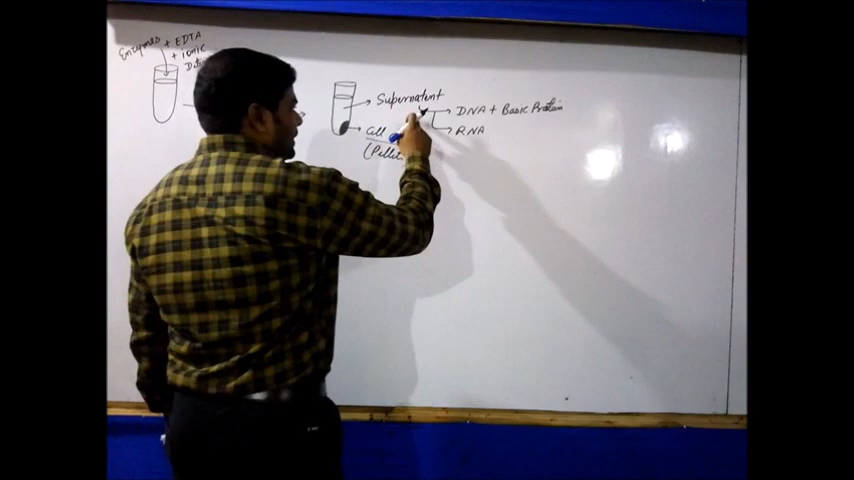 Enzymes + EDTA
+ ionic
Supernatent
DNA + Basic Protein
RNA
(Pellet